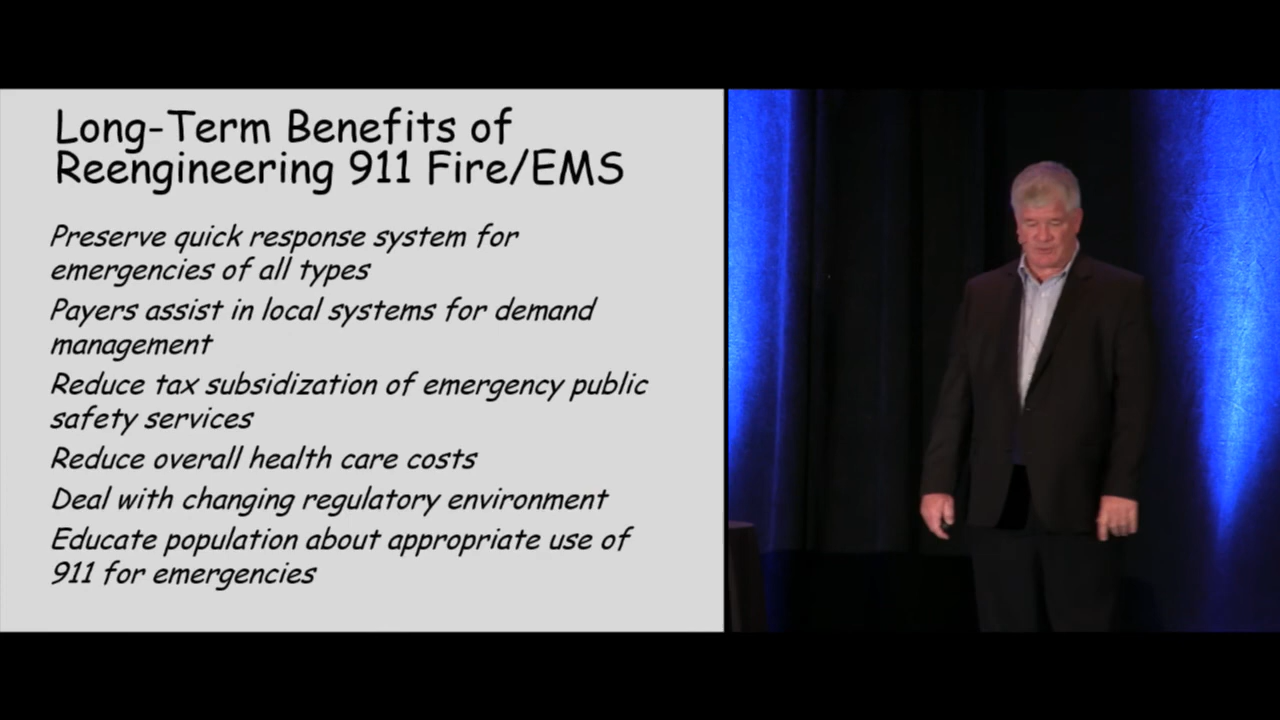 Long-Term Benefits of
Reengineering 911 Fire/EMS
Preserve quick response system for
emergencies of all types
Payers assist in local systems for demand
management
Reduce tax subsidization of emergency public
safety services
Reduce overall health care costs
Deal with changing regulatory environment
Educate population about appropriate use of
911 for emergencies